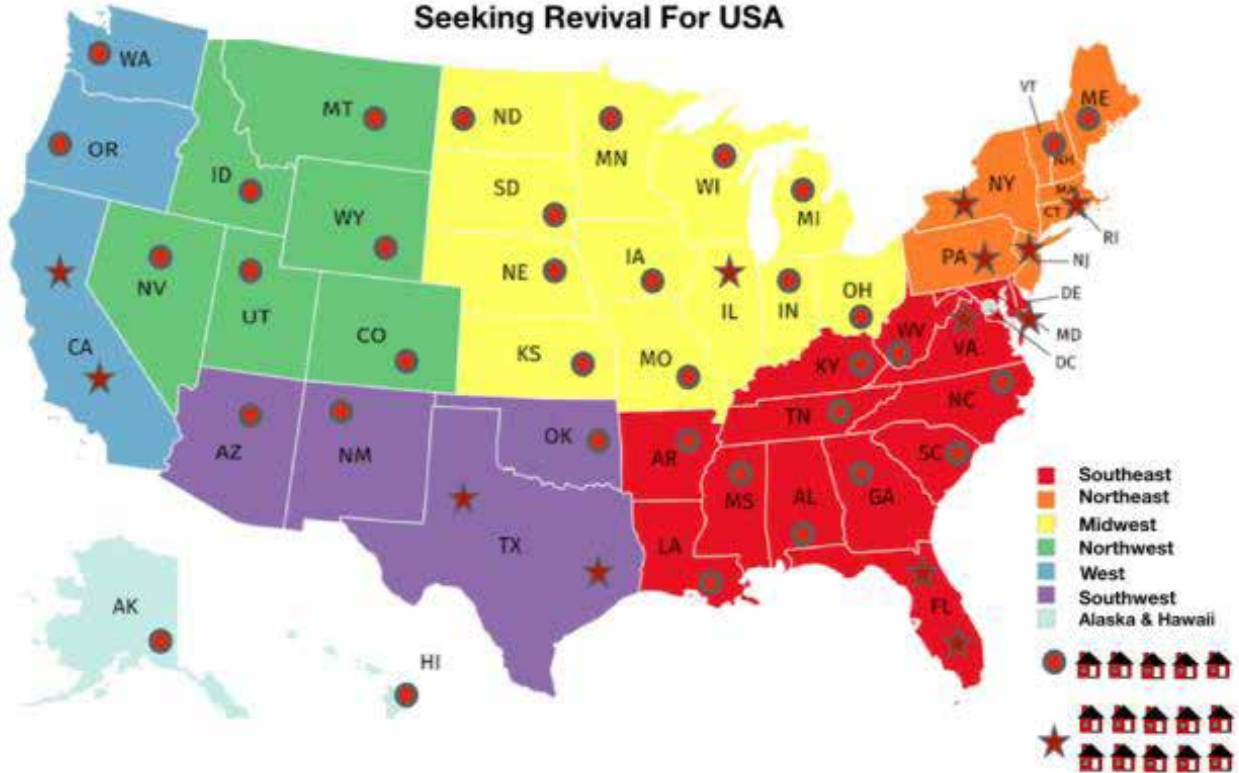 Seeking Revival For USA
WA
OR
CA
NV
ID
MT
WY
UT
CO
AZ
NM
ND
SD
NE
KS
OK
TX
MN
IA
MO
WI
IL
MI
IN
OH
KY
WV
VA
TN
NC
SC
AR
MS
AL
GA
LA
FL
VT
ME
NH
NY
MA
CT
RI
PA
NJ
DE
MD
DC
AK
HI
Southeast
Northeast
Midwest
Northwest
West
Southwest
Alaska & Hawaii